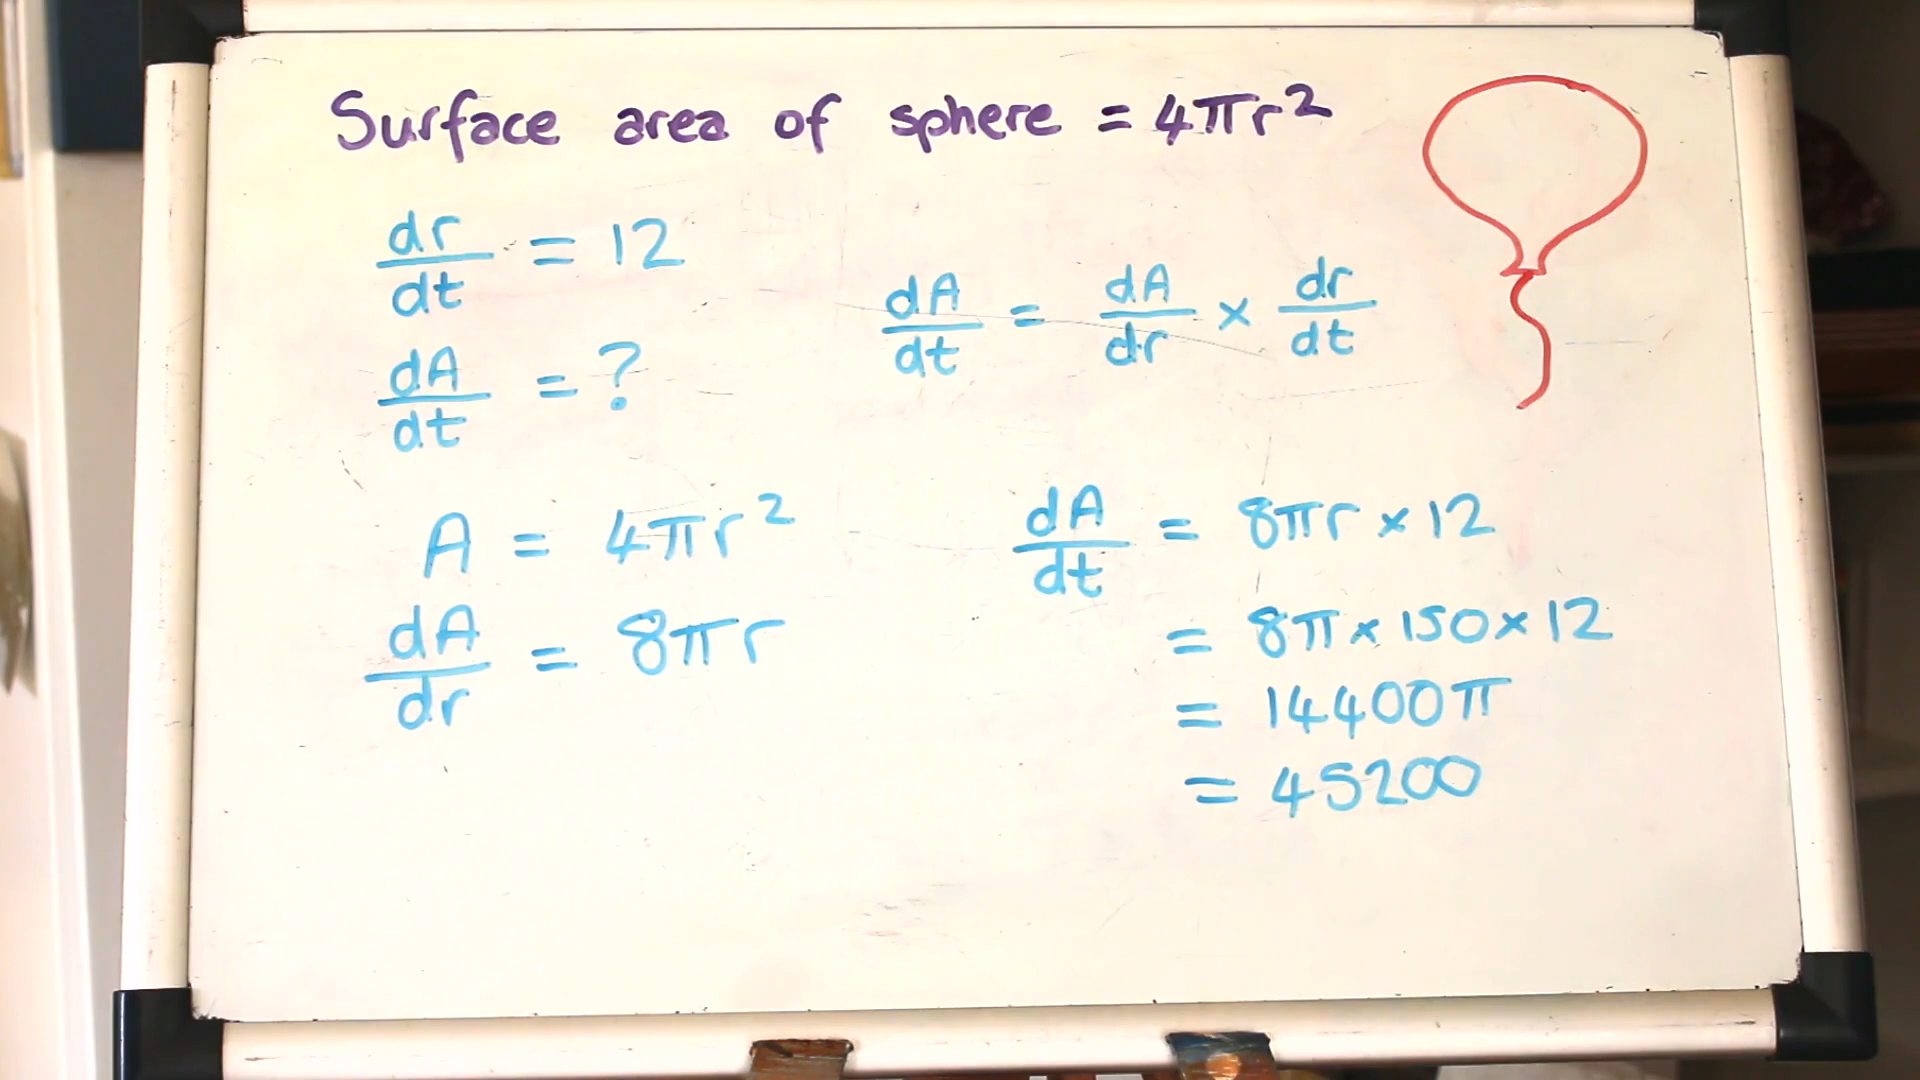 Surface area of sphere = 4πr²
dr/dt = 12
dA/dt = ?
dA/dt = dA/dr × dr/dt
A = 4πr²
dA/dr = 8πr
dA/dt = 8πr × 12
= 8π × 150 × 12
= 14400π
= 45200